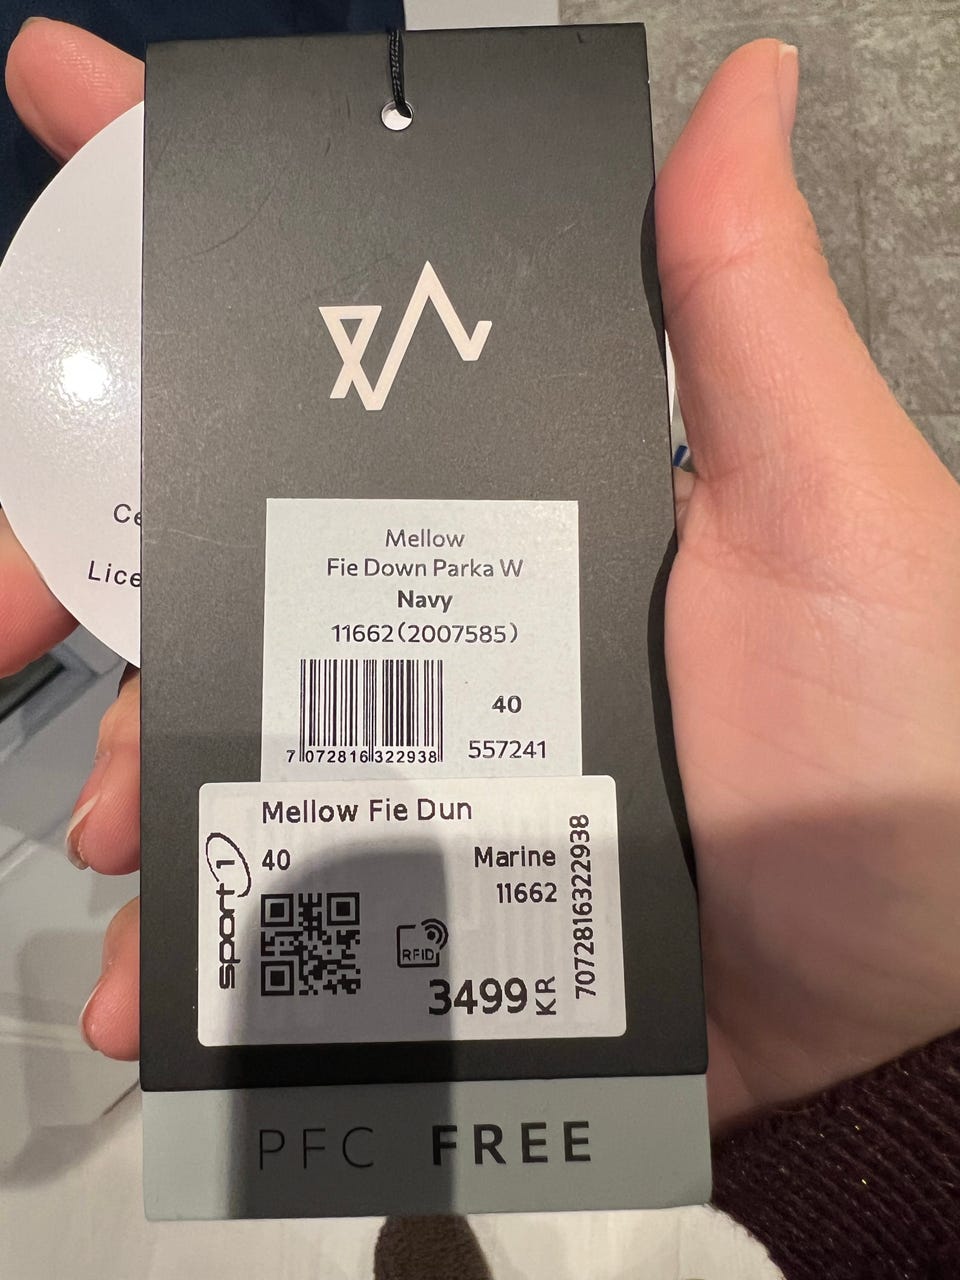 Ce
Lice
Mellow
Fie Down Parka W
Navy
11662(2007585)
40
7 072816 322938
557241
Mellow Fie Dun
sport 1
40
Marine
11662
RFID
3499 KR
7072816322938
PFC FREE